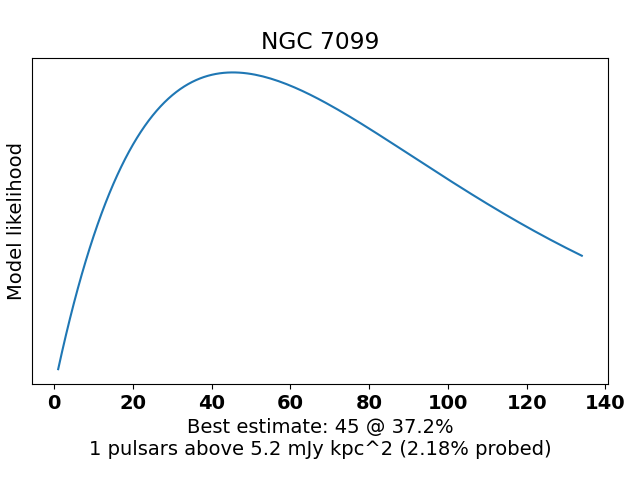 NGC 7099
Model likelihood
0 20 40 60 80 100 120 140
Best estimate: 45 @ 37.2%
1 pulsars above 5.2 mJy kpc^2 (2.18% probed)